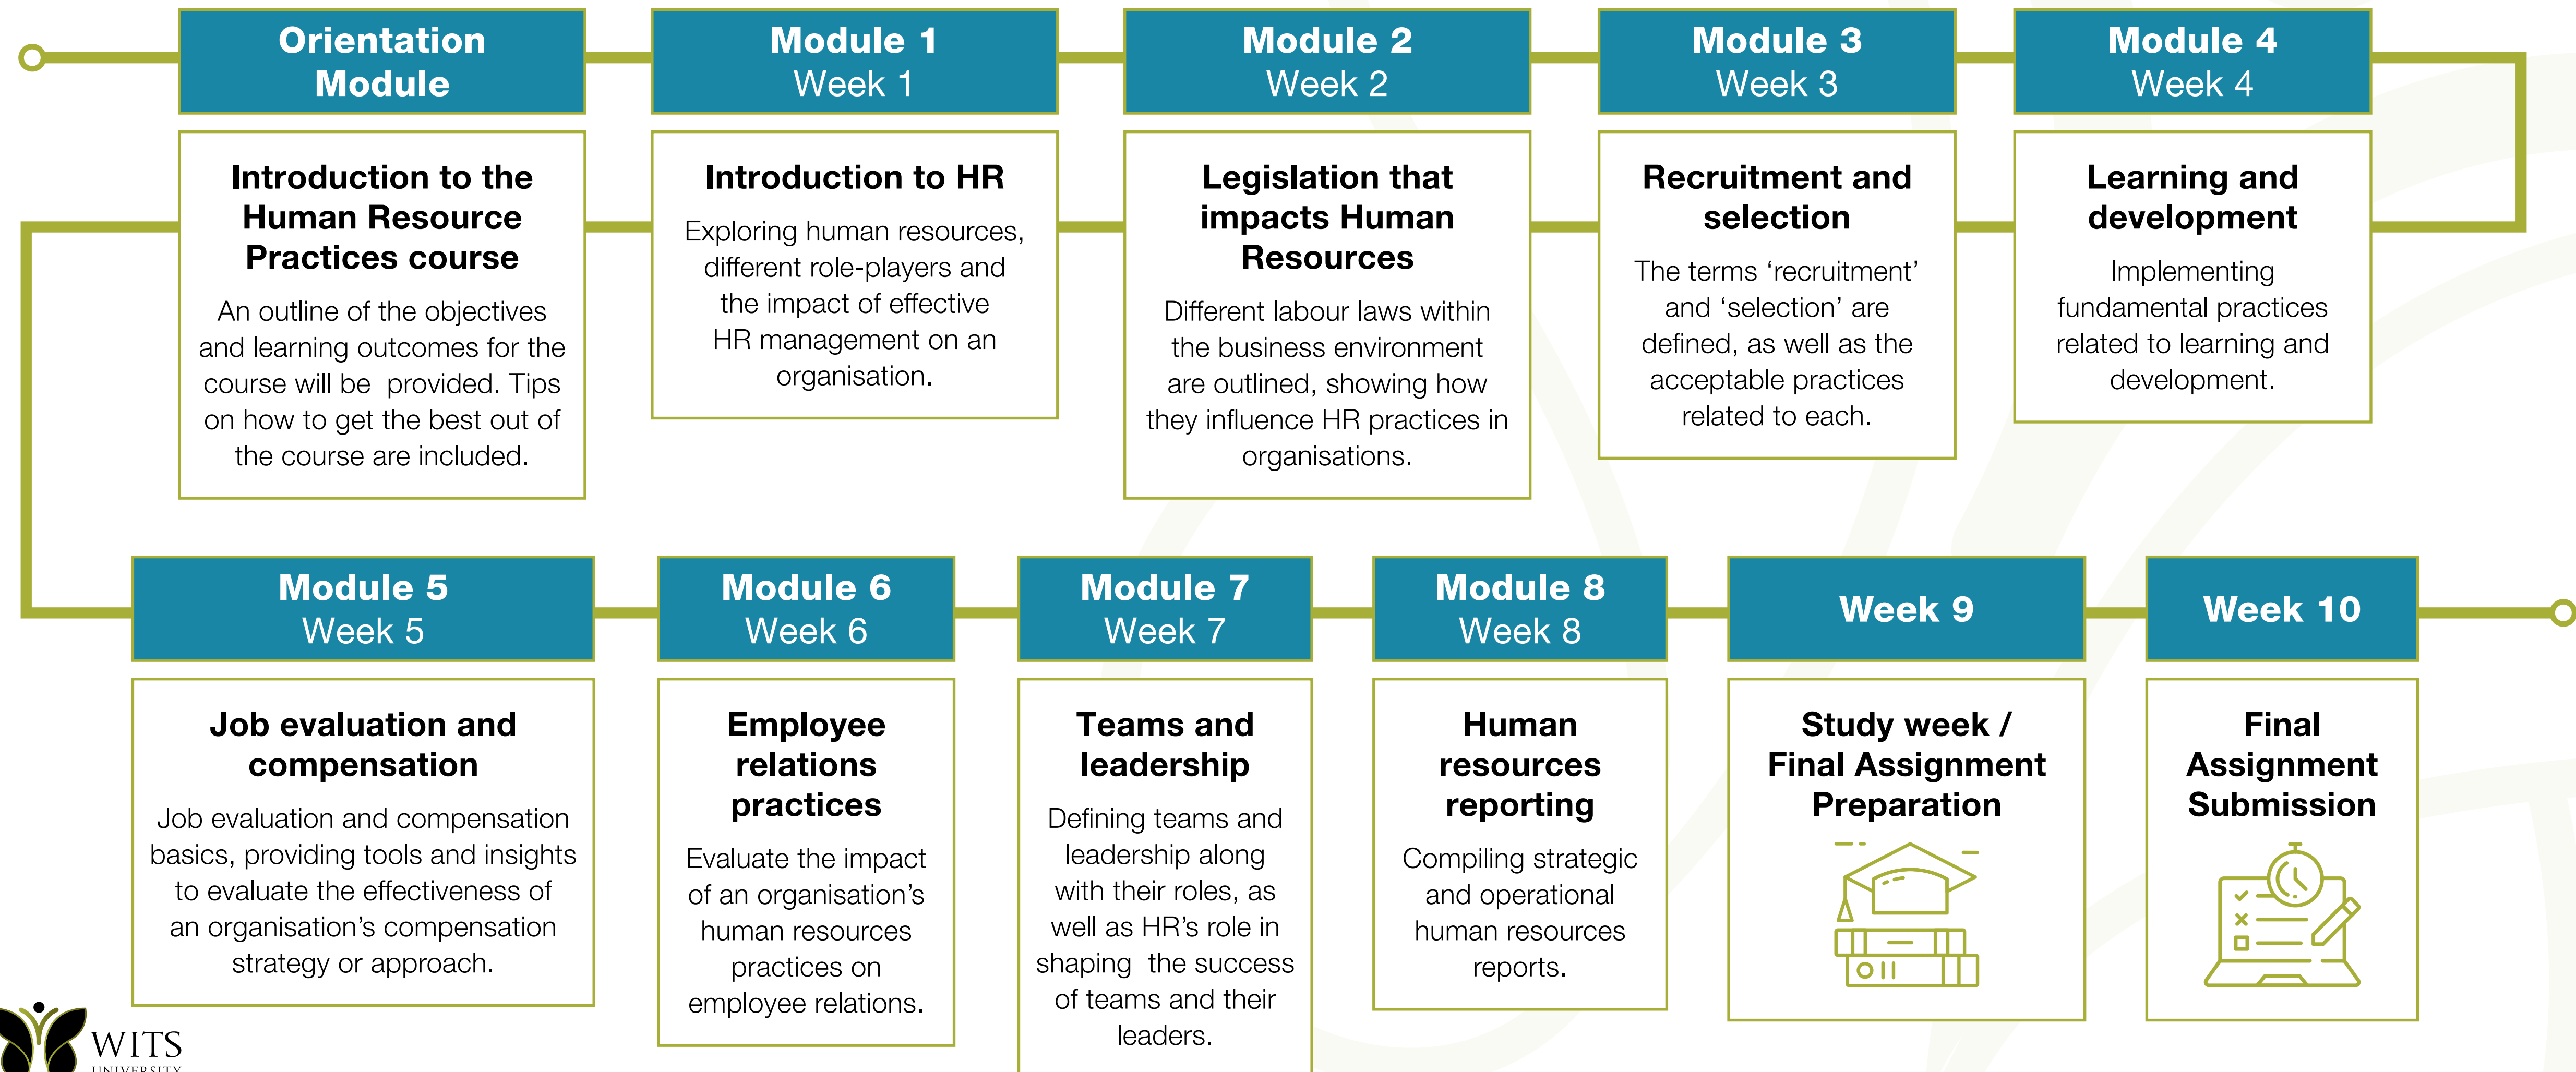 Orientation
Module
Introduction to the
Human Resource
Practices course
An outline of the objectives
and learning outcomes for the
course will be  provided. Tips
on how to get the best out of
the course are included.
Module 1
Week 1
Introduction to HR
Exploring human resources,
different role-players and
the impact of effective
HR management on an
organisation.
Module 2
Week 2
Legislation that
impacts Human
Resources
Different labour laws within
the business environment
are outlined, showing how
they influence HR practices in
organisations.
Module 3
Week 3
Recruitment and
selection
The terms ‘recruitment’
and ‘selection’ are
defined, as well as the
acceptable practices
related to each.
Module 4
Week 4
Learning and
development
Implementing
fundamental practices
related to learning and
development.
Module 5
Week 5
Job evaluation and
compensation
Job evaluation and compensation
basics, providing tools and insights
to evaluate the effectiveness of
an organisation’s compensation
strategy or approach.
Module 6
Week 6
Employee
relations
practices
Evaluate the impact
of an organisation’s
human resources
practices on
employee relations.
Module 7
Week 7
Teams and
leadership
Defining teams and
leadership along
with their roles, as
well as HR’s role in
shaping  the success
of teams and their
leaders.
Module 8
Week 8
Human
resources
reporting
Compiling strategic
and operational
human resources
reports.
Week 9
Study week /
Final Assignment
Preparation
Week 10
Final
Assignment
Submission
WITS
UNIVERSITY